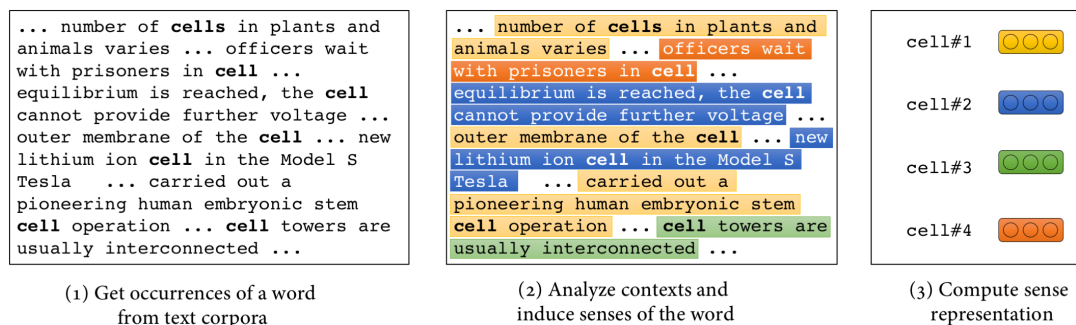 ... number of cells in plants and
animals varies ... officers wait
with prisoners in cell ...
equilibrium is reached, the cell
cannot provide further voltage ...
outer membrane of the cell ... new
lithium ion cell in the Model S
Tesla ... carried out a
pioneering human embryonic stem
cell operation ... cell towers are
usually interconnected ...
(1) Get occurrences of a word
from text corpora
... number of cells in plants and
animals varies ... officers wait
with prisoners in cell ...
equilibrium is reached, the cell
cannot provide further voltage ...
outer membrane of the cell ... new
lithium ion cell in the Model S
Tesla ... carried out a
pioneering human embryonic stem
cell operation ... cell towers are
usually interconnected ...
(2) Analyze contexts and
induce senses of the word
cell#1
cell#2
cell#3
cell#4
(3) Compute sense
representation